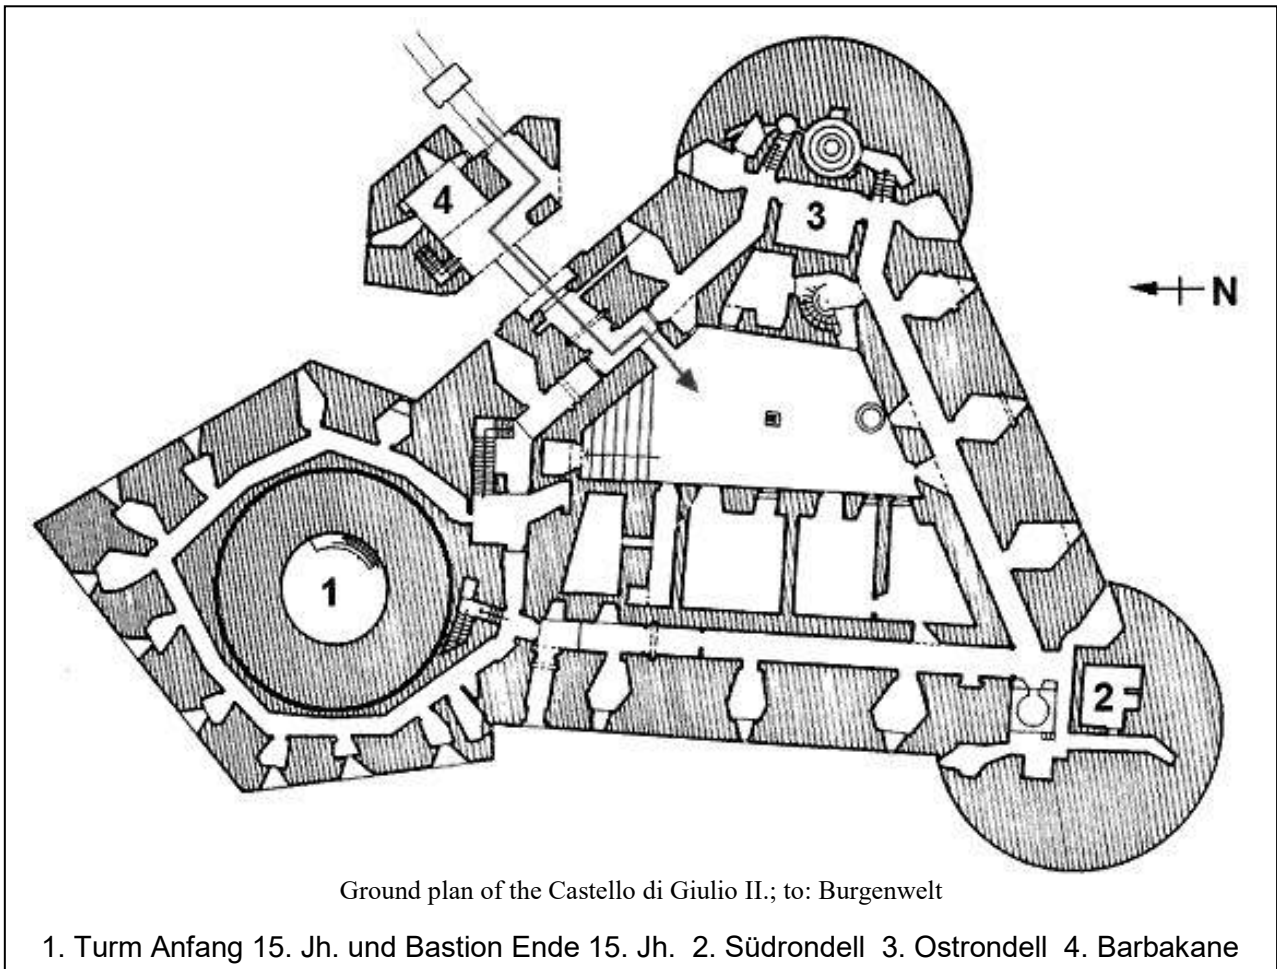 4
3
N
1
2
Ground plan of the Castello di Giulio II.; to: Burgenwelt
1. Turm Anfang 15. Jh. und Bastion Ende 15. Jh. 2. Südrondell 3. Ostrondell 4. Barbakane